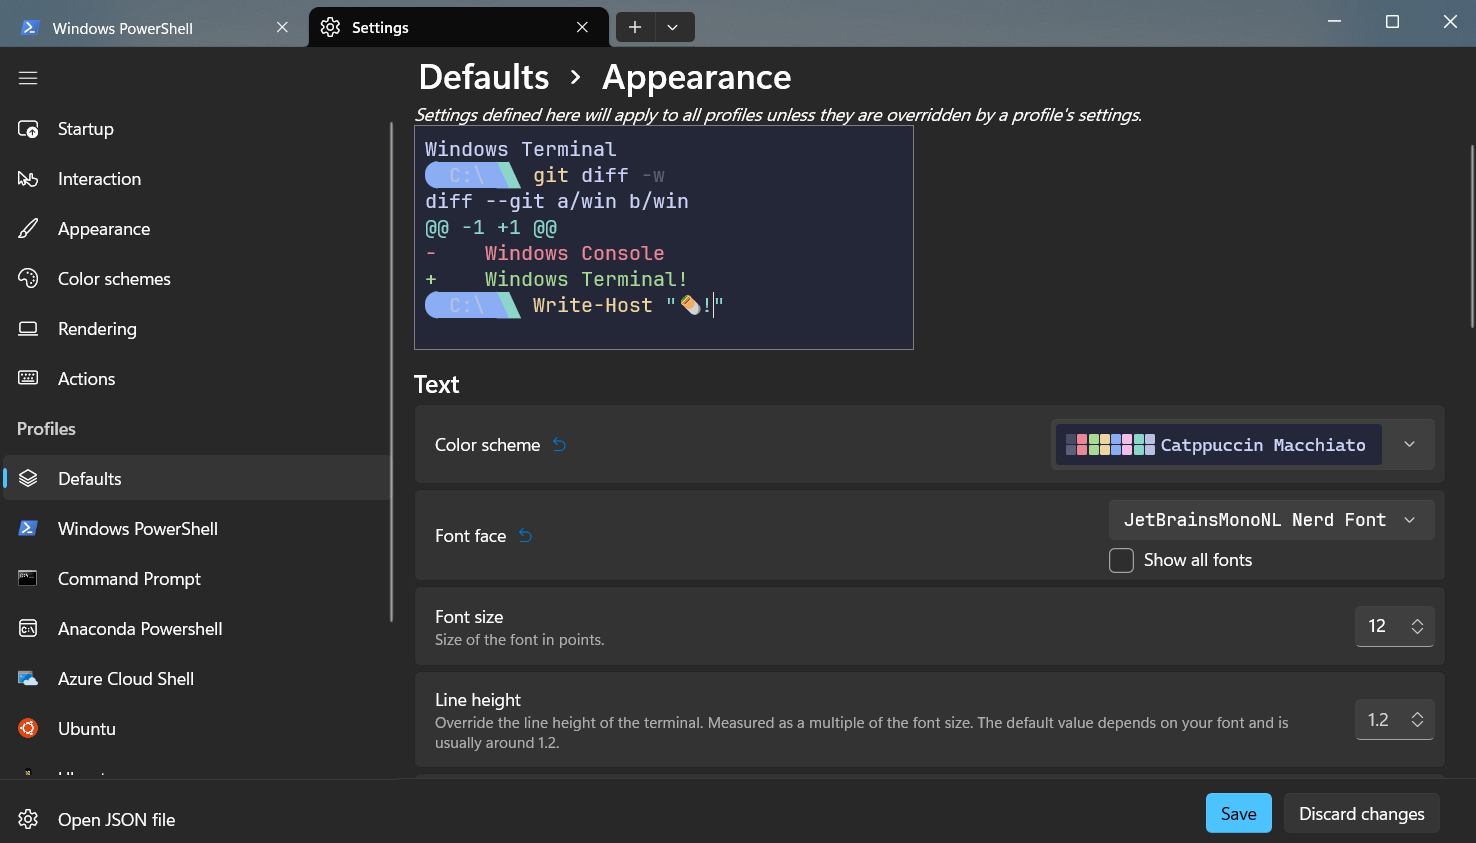 Windows PowerShell
Settings
Defaults › Appearance
Settings defined here will apply to all profiles unless they are overridden by a profile's settings.
Startup
Interaction
Appearance
Color schemes
Rendering
Actions
Profiles
Defaults
Windows PowerShell
Command Prompt
Anaconda Powershell
Azure Cloud Shell
Ubuntu
Open JSON file
Windows Terminal
C:\ git diff -w
diff --git a/win b/win
@@ -1 +1 @@
-    Windows Console
+    Windows Terminal!
C:\ Write-Host "🌯!"
Text
Color scheme
Catppuccin Macchiato
Font face
JetBrainsMonoNL Nerd Font
Show all fonts
Font size
Size of the font in points.
12
Line height
Override the line height of the terminal. Measured as a multiple of the font size. The default value depends on your font and is
usually around 1.2.
1.2
Save
Discard changes